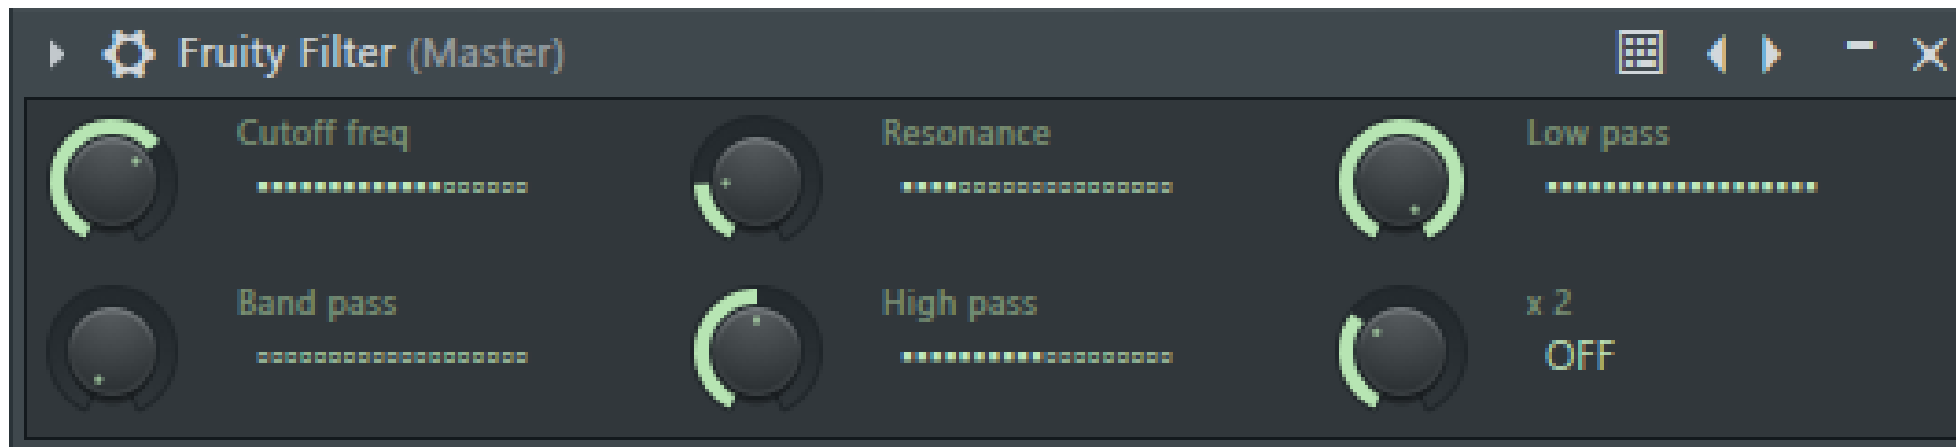 Fruity Filter (Master)
Cutoff freq
Resonance
Low pass
Band pass
High pass
x 2
OFF